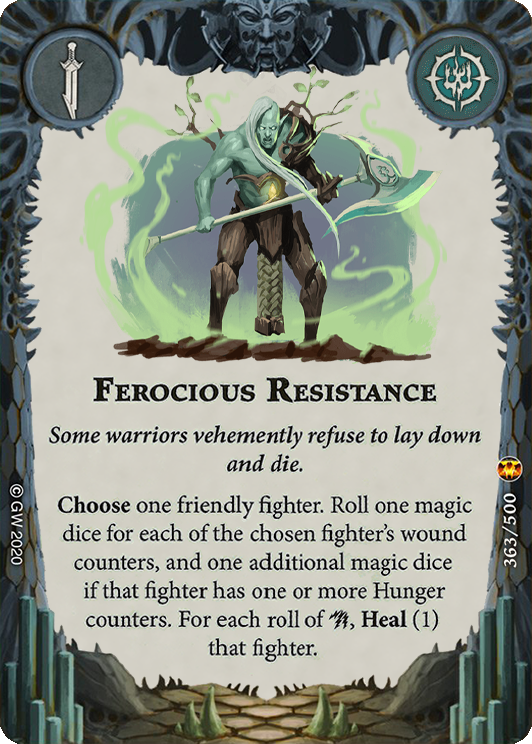 FEROCIOUS RESISTANCE
Some warriors vehemently refuse to lay down
and die.
Choose one friendly fighter. Roll one magic
dice for each of the chosen fighter's wound
counters, and one additional magic dice
if that fighter has one or more Hunger
counters. For each roll of , Heal (1)
that fighter.
© GW 2020
363/500